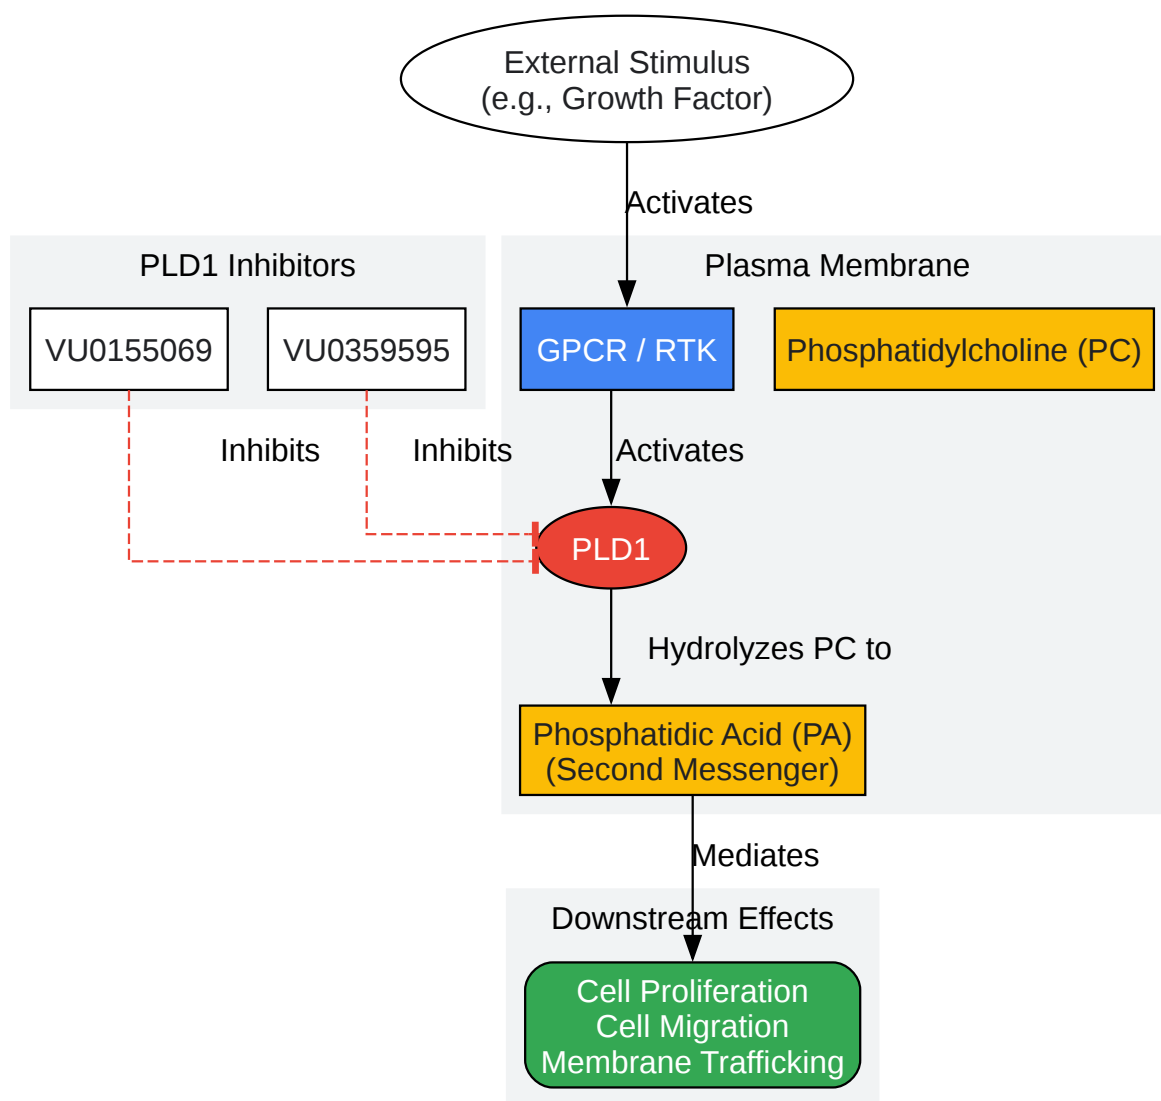 External Stimulus
(e.g., Growth Factor)
Activates
PLD1 Inhibitors
Plasma Membrane
VU0155069
VU0359595
GPCR / RTK
Phosphatidylcholine (PC)
Inhibits
Inhibits
Activates
PLD1
Hydrolyzes PC to
Phosphatidic Acid (PA)
(Second Messenger)
Mediates
Downstream Effects
Cell Proliferation
Cell Migration
Membrane Trafficking